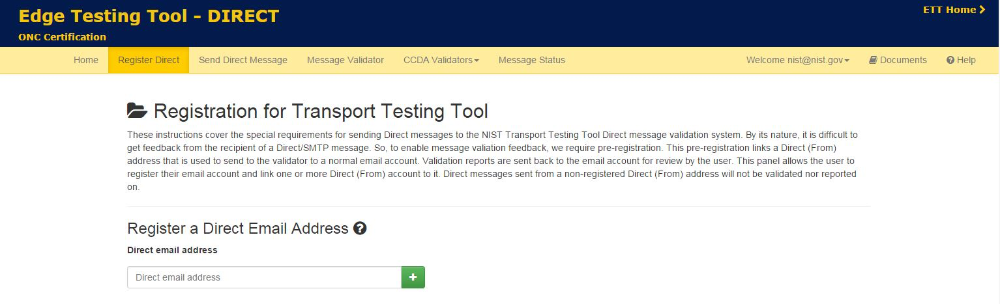 Edge Testing Tool - DIRECT
ETT Home
ONC Certification
Home Register Direct Send Direct Message Message Validator CCDA Validators Message Status Welcome nist@nist.gov Documents Help
Registration for Transport Testing Tool
These instructions cover the special requirements for sending Direct messages to the NIST Transport Testing Tool Direct message validation system. By its nature, it is difficult to
get feedback from the recipient of a Direct/SMTP message. So, to enable message valiation feedback, we require pre-registration. This pre-registration links a Direct (From)
address that is used to send to the validator to a normal email account. Validation reports are sent back to the email account for review by the user. This panel allows the user to
register their email account and link one or more Direct (From) account to it. Direct messages sent from a non-registered Direct (From) address will not be validated nor reported
on.
Register a Direct Email Address
Direct email address
Direct email address